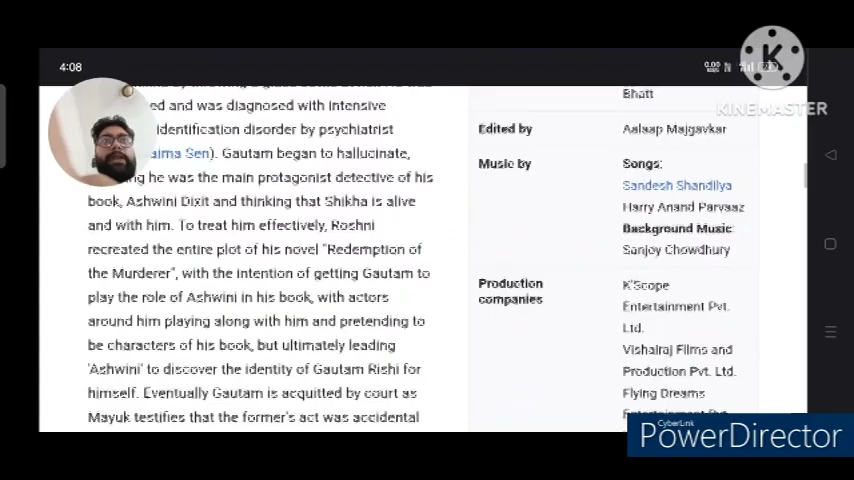 4:08
KINEMASTER
ed and was diagnosed with intensive
identification disorder by psychiatrist
Sen). Gautam began to hallucinate,
he was the main protagonist detective of his
book, Ashwini Dixit and thinking that Shikha is alive
and with him. To treat him effectively, Roshni
recreated the entire plot of his novel "Redemption of
the Murderer", with the intention of getting Gautam to
play the role of Ashwini in his book, with actors
around him playing along with him and pretending to
be characters of his book, but ultimately leading
'Ashwini' to discover the identity of Gautam Rishi for
himself. Eventually Gautam is acquitted by court as
Mayuk testifies that the former's act was accidental
Bhatt
Edited by
Aalaap Majgavkar
Music by
Songs:
Sandesh Shandilya
Harry Anand Parvaaz
Background Music:
Sanjoy Chowdhury
Production
companies
K'Scope
Entertainment Pvt.
Ltd.
Vishalraj Films and
Production Pvt. Ltd.
Flying Dreams
Entertainment Pvt.
CyberLink
PowerDirector